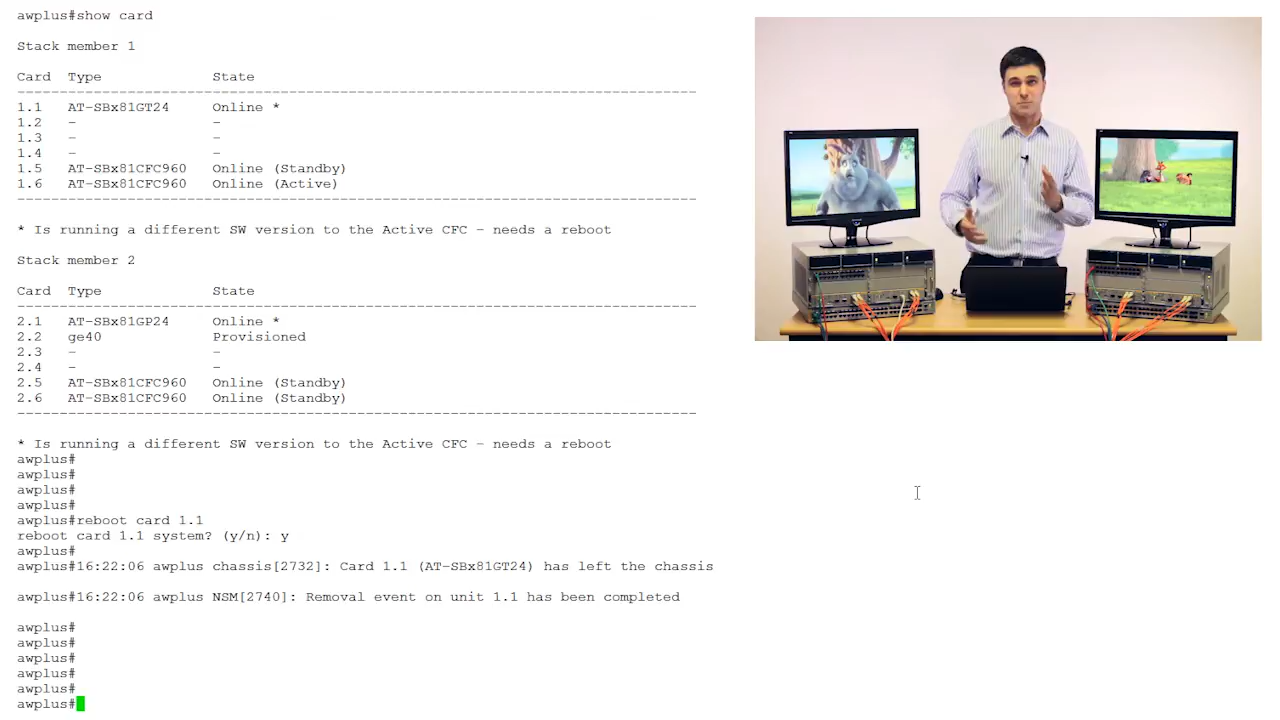 awplus#show card
Stack member 1
Card Type State
--------------------------------------------------------------------------------
1.1 AT-SBx81GT24 Online *
1.2 - -
1.3 - -
1.4 - -
1.5 AT-SBx81CFC960 Online (Standby)
1.6 AT-SBx81CFC960 Online (Active)
--------------------------------------------------------------------------------
* Is running a different SW version to the Active CFC - needs a reboot
Stack member 2
Card Type State
--------------------------------------------------------------------------------
2.1 AT-SBx81GP24 Online *
2.2 ge40 Provisioned
2.3 - -
2.4 - -
2.5 AT-SBx81CFC960 Online (Standby)
2.6 AT-SBx81CFC960 Online (Standby)
--------------------------------------------------------------------------------
* Is running a different SW version to the Active CFC - needs a reboot
awplus#
awplus#
awplus#
awplus#
awplus#reboot card 1.1
reboot card 1.1 system? (y/n): y
awplus#
awplus#16:22:06 awplus chassis[2732]: Card 1.1 (AT-SBx81GT24) has left the chassis
awplus#16:22:06 awplus NSM[2740]: Removal event on unit 1.1 has been completed
awplus#
awplus#
awplus#
awplus#
awplus#
awplus#